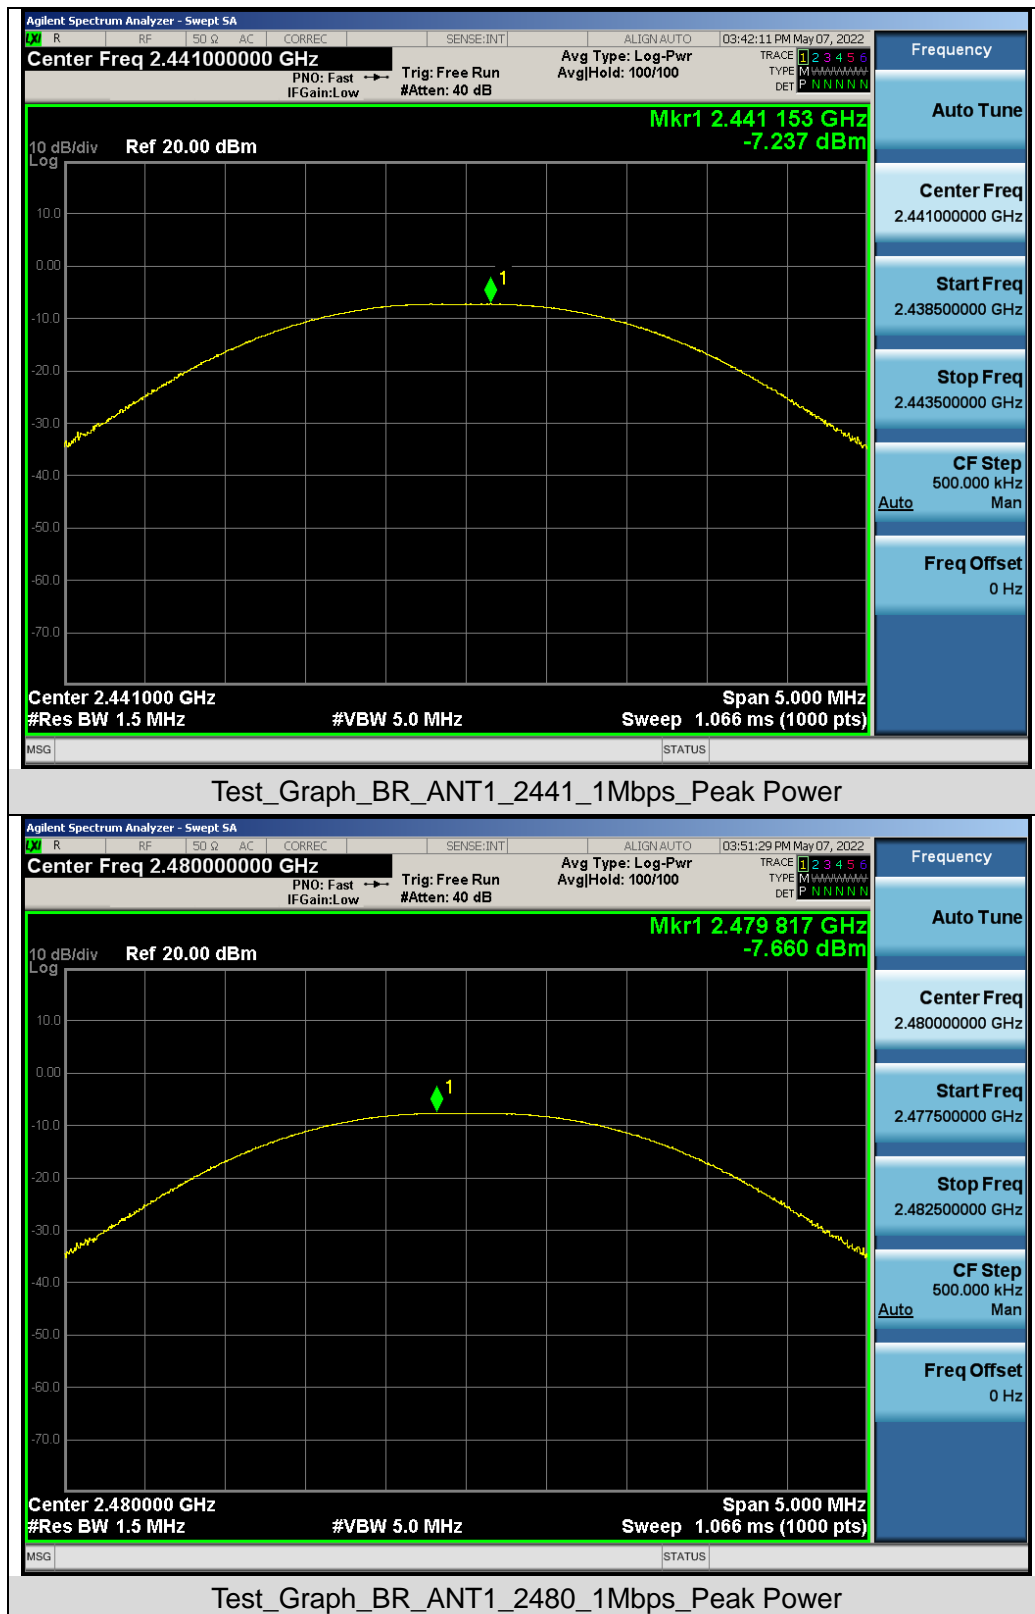 Agilent Spectrum Analyzer - Swept SA
LXI R RF 50 Ω AC CORREC SENSE:INT ALIGN AUTO 03:42:11 PM May 07, 2022
Center Freq 2.441000000 GHz
PNO: Fast
IFGain:Low
Trig: Free Run
#Atten: 40 dB
Avg Type: Log-Pwr
Avg|Hold: 100/100
TRACE 1 2 3 4 5 6
TYPE M WWWWW
DET P N N N N N
Mkr1 2.441 153 GHz
-7.237 dBm
10 dB/div Ref 20.00 dBm
Log
10.0
0.00
-10.0
-20.0
-30.0
-40.0
-50.0
-60.0
-70.0
1
Center 2.441000 GHz Span 5.000 MHz
#Res BW 1.5 MHz #VBW 5.0 MHz Sweep 1.066 ms (1000 pts)
MSG STATUS
Frequency
Auto Tune
Center Freq
2.441000000 GHz
Start Freq
2.438500000 GHz
Stop Freq
2.443500000 GHz
CF Step
500.000 kHz
Auto Man
Freq Offset
0 Hz
Test_Graph_BR_ANT1_2441_1Mbps_Peak Power
Agilent Spectrum Analyzer - Swept SA
LXI R RF 50 Ω AC CORREC SENSE:INT ALIGN AUTO 03:51:29 PM May 07, 2022
Center Freq 2.480000000 GHz
PNO: Fast
IFGain:Low
Trig: Free Run
#Atten: 40 dB
Avg Type: Log-Pwr
Avg|Hold: 100/100
TRACE 1 2 3 4 5 6
TYPE M WWWWW
DET P N N N N N
Mkr1 2.479 817 GHz
-7.660 dBm
10 dB/div Ref 20.00 dBm
Log
10.0
0.00
-10.0
-20.0
-30.0
-40.0
-50.0
-60.0
-70.0
1
Center 2.480000 GHz Span 5.000 MHz
#Res BW 1.5 MHz #VBW 5.0 MHz Sweep 1.066 ms (1000 pts)
MSG STATUS
Frequency
Auto Tune
Center Freq
2.480000000 GHz
Start Freq
2.477500000 GHz
Stop Freq
2.482500000 GHz
CF Step
500.000 kHz
Auto Man
Freq Offset
0 Hz
Test_Graph_BR_ANT1_2480_1Mbps_Peak Power